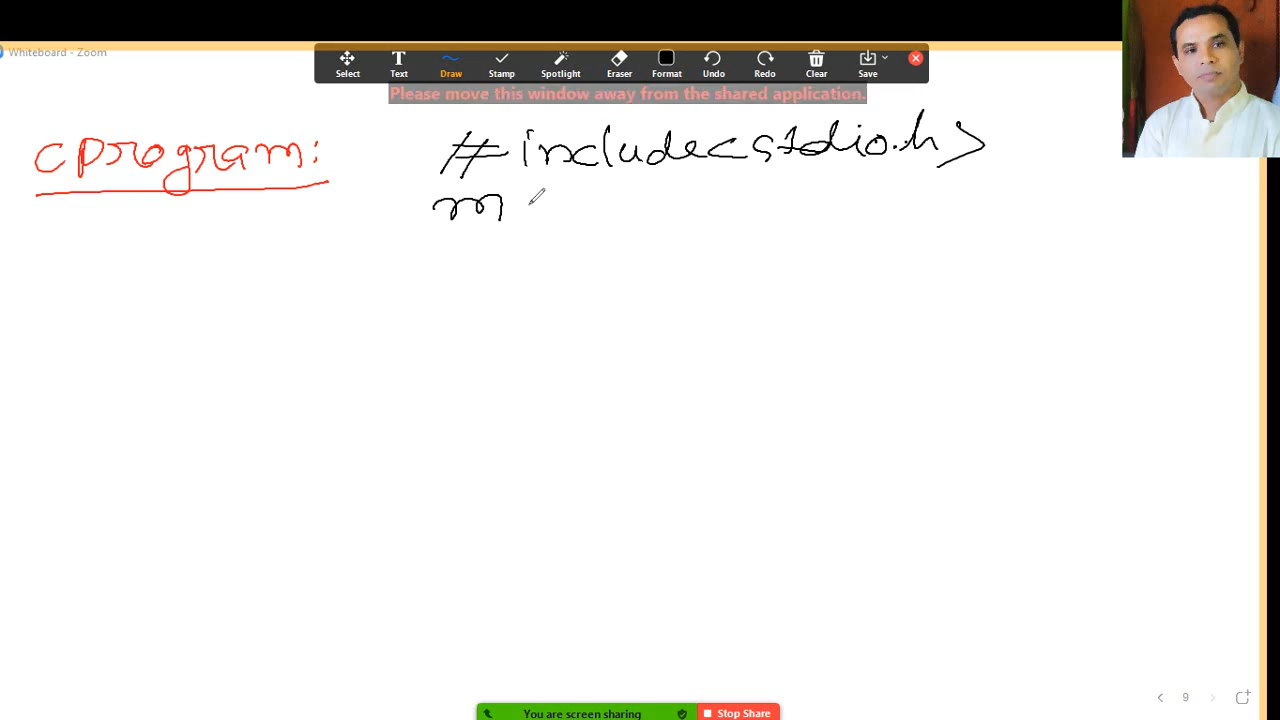 Whiteboard - Zoom
Select Text Draw Stamp Spotlight Eraser Format Undo Redo Clear Save
Please move this window away from the shared application.
cprogram: #include<stdio.h>
m
9
You are screen sharing Stop Share